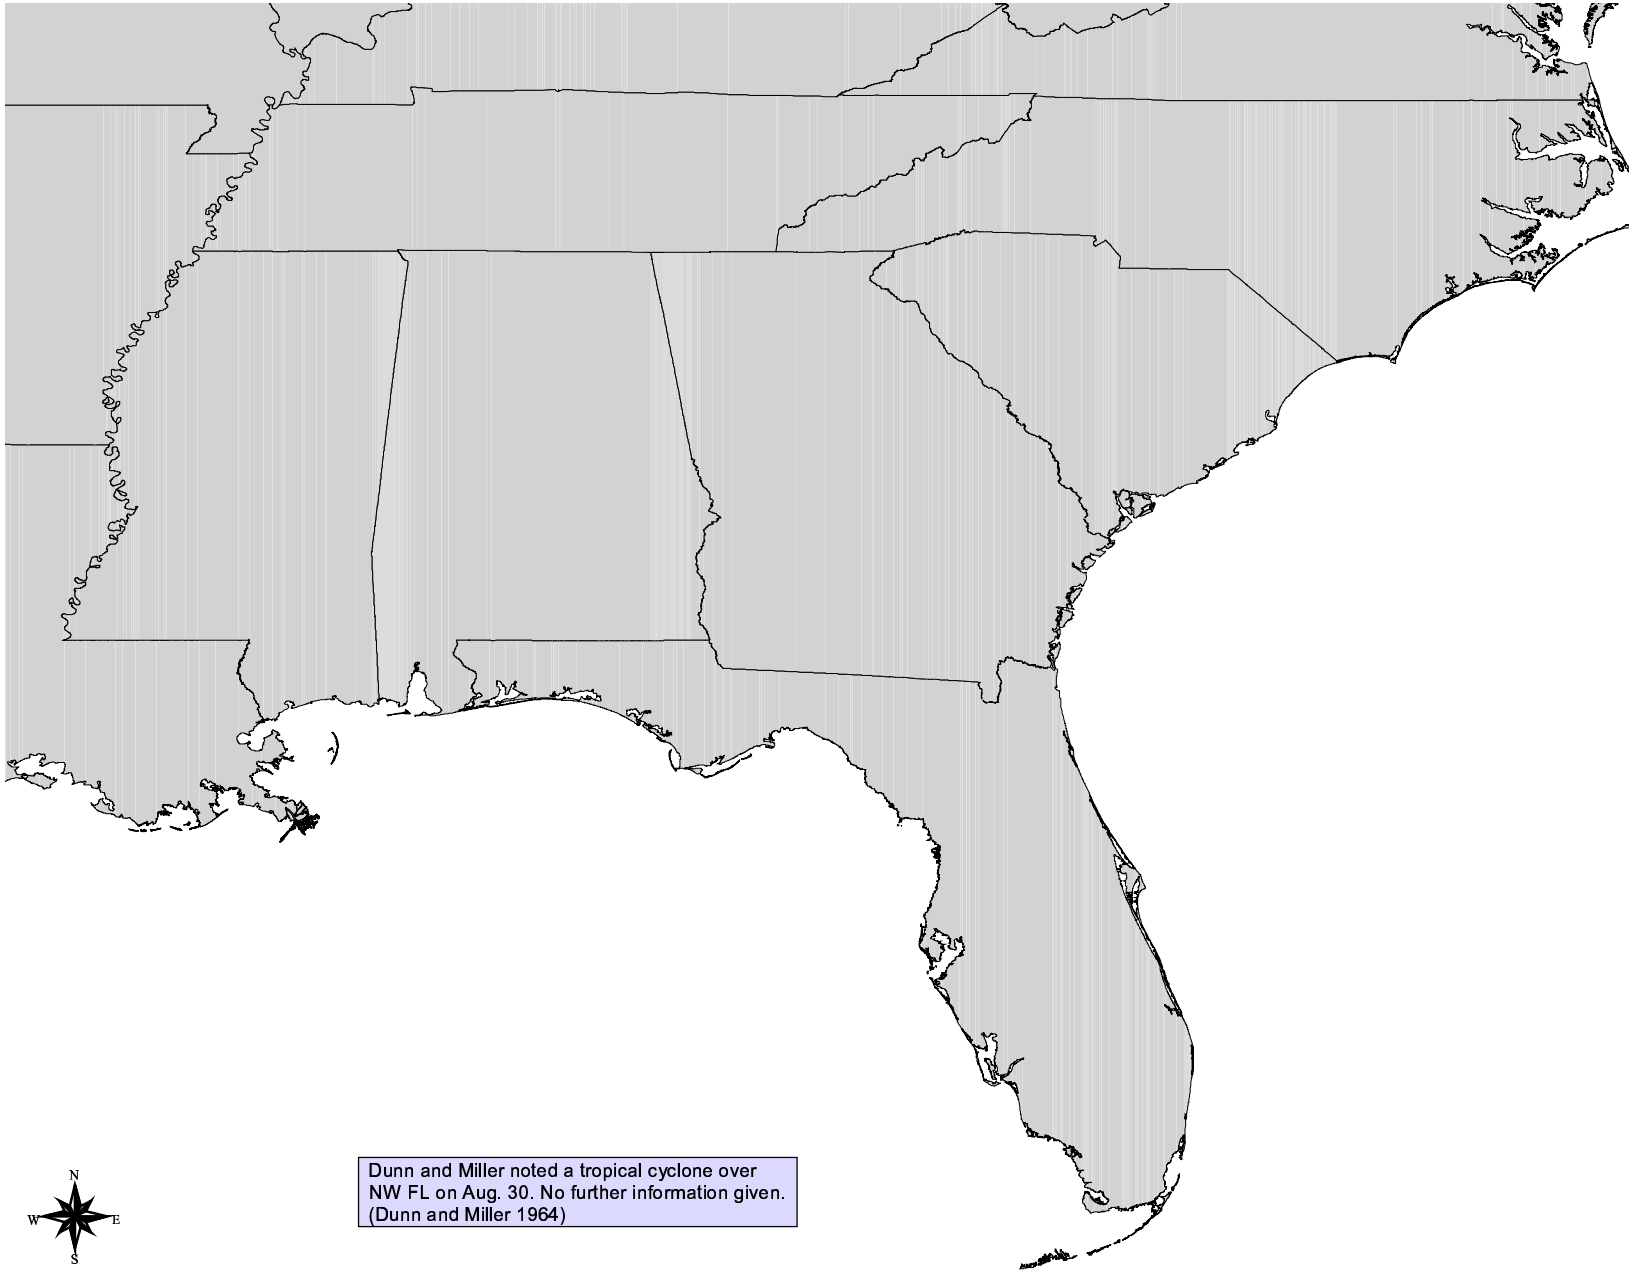 N
W E
S
Dunn and Miller noted a tropical cyclone over
NW FL on Aug. 30. No further information given.
(Dunn and Miller 1964)